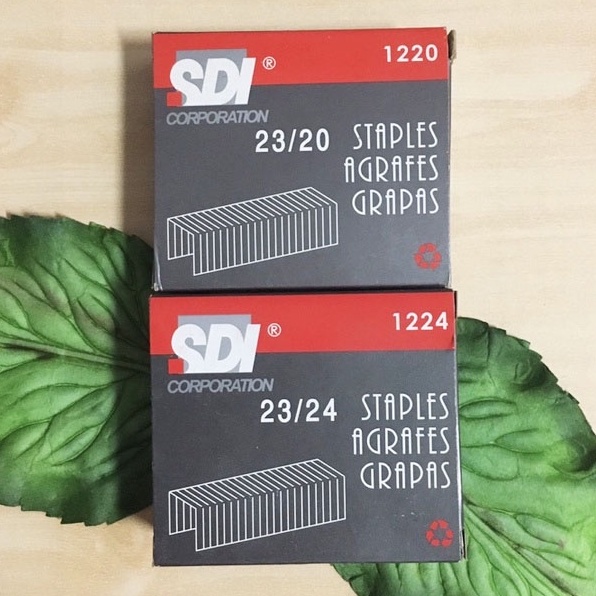 1220
SDI®
CORPORATION
23/20
STAPLES
AGRAFES
GRAPAS
1224
SDI®
CORPORATION
23/24
STAPLES
AGRAFES
GRAPAS